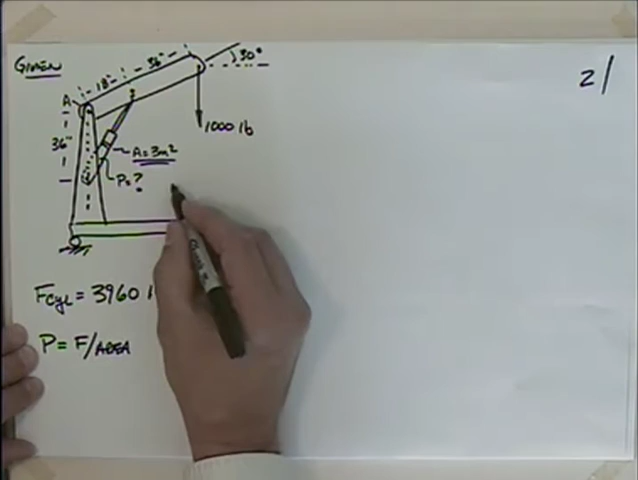 GIVEN
2/
18"
36"
30°
A
1000 lb
36"
A=3in²
P=?
Fcyl = 3960 l
P = F/AREA